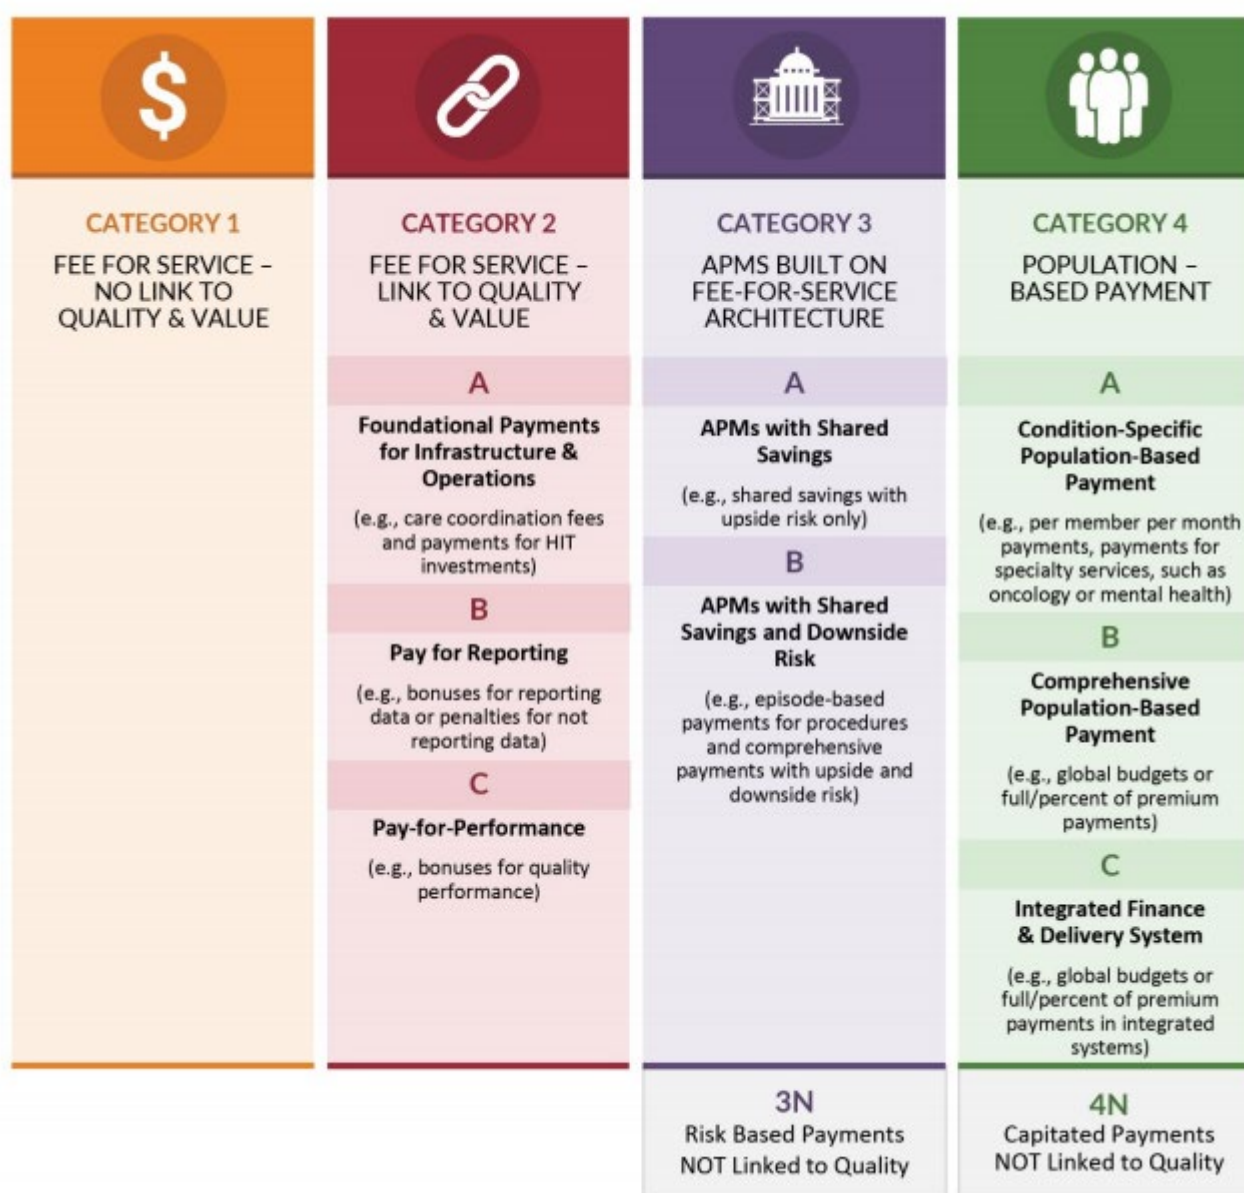 $
CATEGORY 1
FEE FOR SERVICE –
NO LINK TO
QUALITY & VALUE
CATEGORY 2
FEE FOR SERVICE –
LINK TO QUALITY
& VALUE
A
Foundational Payments
for Infrastructure &
Operations
(e.g., care coordination fees
and payments for HIT
investments)
B
Pay for Reporting
(e.g., bonuses for reporting
data or penalties for not
reporting data)
C
Pay-for-Performance
(e.g., bonuses for quality
performance)
CATEGORY 3
APMS BUILT ON
FEE-FOR-SERVICE
ARCHITECTURE
A
APMs with Shared
Savings
(e.g., shared savings with
upside risk only)
B
APMs with Shared
Savings and Downside
Risk
(e.g., episode-based
payments for procedures
and comprehensive
payments with upside and
downside risk)
3N
Risk Based Payments
NOT Linked to Quality
CATEGORY 4
POPULATION –
BASED PAYMENT
A
Condition-Specific
Population-Based
Payment
(e.g., per member per month
payments, payments for
specialty services, such as
oncology or mental health)
B
Comprehensive
Population-Based
Payment
(e.g., global budgets or
full/percent of premium
payments)
C
Integrated Finance
& Delivery System
(e.g., global budgets or
full/percent of premium
payments in integrated
systems)
4N
Capitated Payments
NOT Linked to Quality